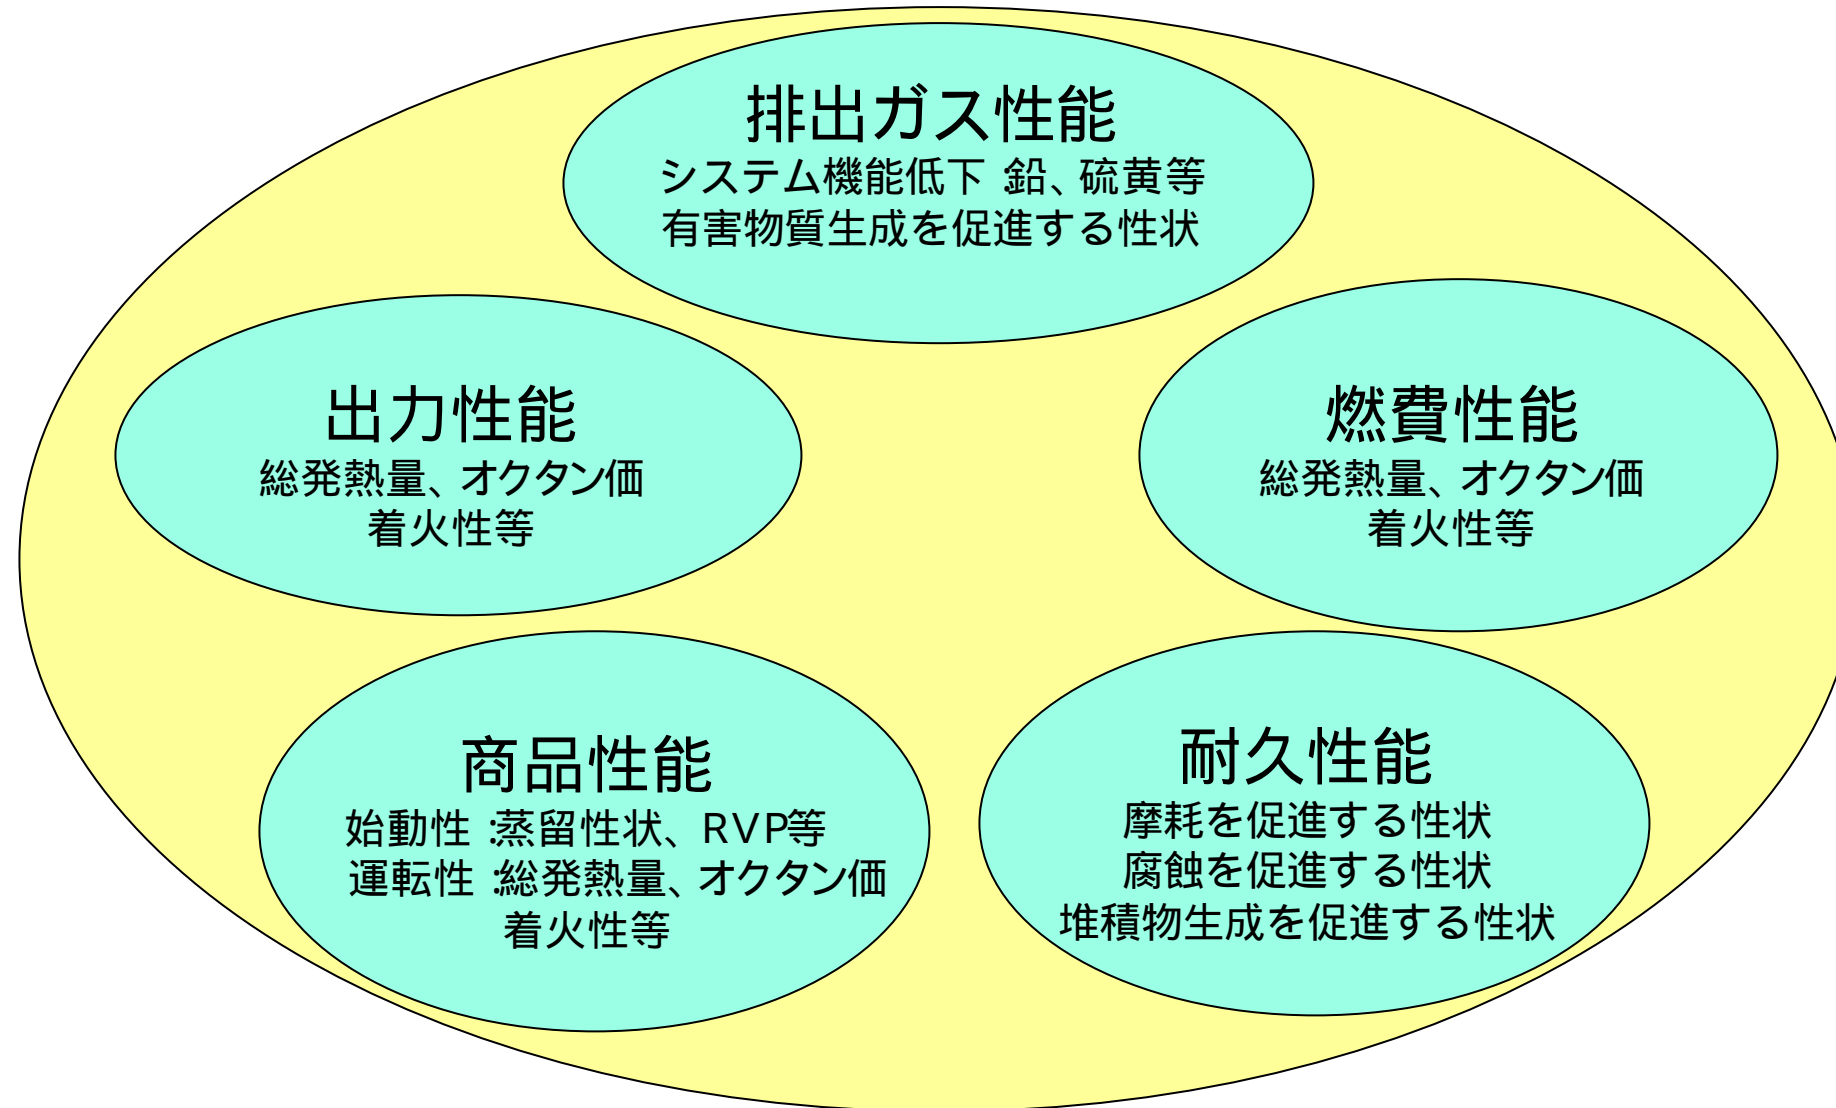 排出ガス性能
システム機能低下：鉛、硫黄等
有害物質生成を促進する性状
出力性能
総発熱量、オクタン価
着火性等
燃費性能
総発熱量、オクタン価
着火性等
商品性能
始動性：蒸留性状、RVP等
運転性：総発熱量、オクタン価
着火性等
耐久性能
摩耗を促進する性状
腐蝕を促進する性状
堆積物生成を促進する性状